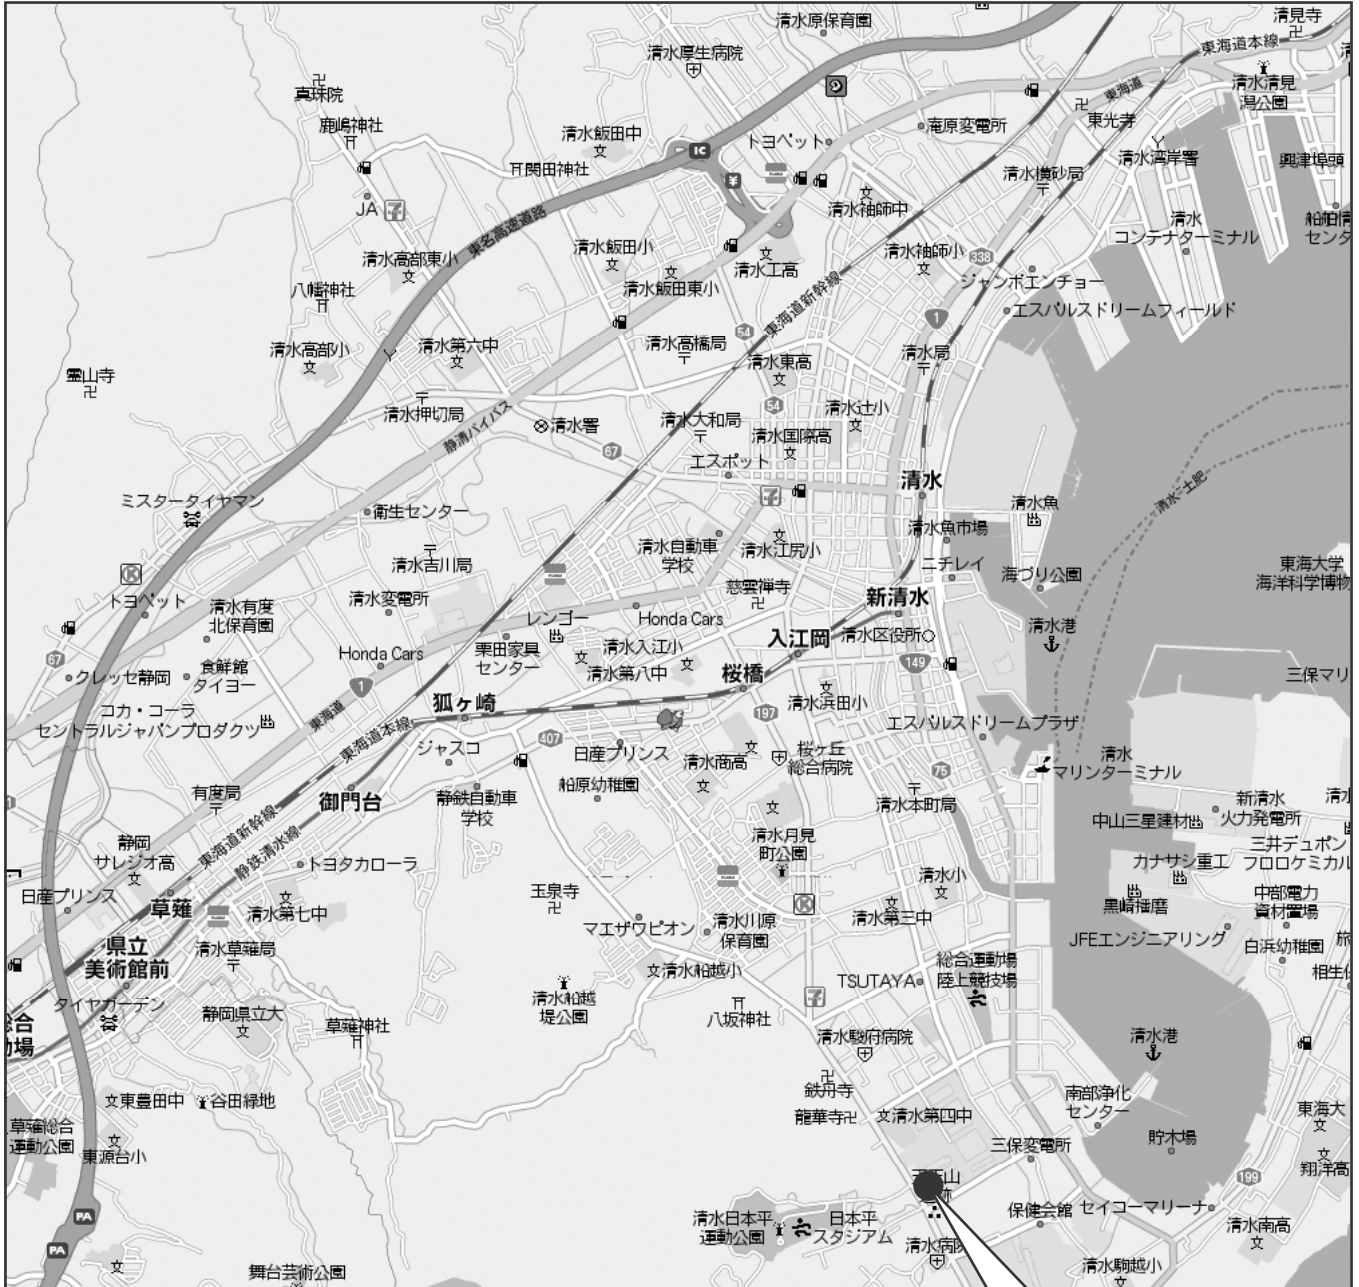 清見寺
清水原保育園
東海道本線
清水厚生病院
清水清見
潟公園
真珠院
東海道
東光寺
鹿嶋神社
清水飯田中
トヨペット
庵原変電所
IC
清水湾岸署
興津埠頭
関田神社
清水横砂局
JA
清水袖師中
清水
コンテナターミナル
東名高速道路
清水飯田小
清水袖師小
清水高部東小
清水工高
338
ジャンボエンチョー
清水飯田東小
八幡神社
東海道新幹線
エスパルスドリームフィールド
1
54
清水高橋局
清水高部小
清水第六中
清水東高
清水局
霊山寺
54
清水押切局
清水大和局
清水辻小
清水署
静清バイパス
清水国際高
67
エスポット
清水
ミスタータイヤマン
清水-土肥
衛生センター
清水魚
清水魚市場
清水自動車
学校
清水江尻小
清水吉川局
ニチレイ
海づり公園
東海大学
海洋科学博物
慈雲禅寺
トヨペット
清水有度
北保育園
清水変電所
新清水
レンゴー
Honda Cars
清水港
入江岡
清水区役所
栗田家具
センター
清水入江小
Honda Cars
67
クレッセ静岡
食鮮館
タイヨー
清水第八中
149
桜橋
三保マリ
1
狐ヶ崎
清水浜田小
コカ・コーラ
セントラルジャパンプロダクツ
東海道
197
エスパルスドリームプラザ
東海道本線
ジャスコ
407
日産プリンス
桜ヶ丘
総合病院
清水
マリンターミナル
清水商高
75
船原幼稚園
有度局
御門台
静鉄自動車
学校
清水本町局
新清水
火力発電所
中山三星建材
静岡
サレジオ高
東海道新幹線
静鉄清水線
清水月見
町公園
三井デュポン
フロロケミカル
トヨタカローラ
カナサシ重工
清水小
日産プリンス
玉泉寺
黒崎播磨
中部電力
資材置場
草薙
清水第七中
清水第三中
マエザワピオン
清水川原
保育園
JFEエンジニアリング
白浜幼稚園
県立
美術館前
清水草薙局
総合運動場
陸上競技場
清水船越小
TSUTAYA
相生
タイヤガーデン
清水船越
堤公園
静岡県立大
八坂神社
草薙神社
清水駿府病院
清水港
鉄舟寺
東豊田中
谷田緑地
龍華寺
清水第四中
南部浄化
センター
東海大
草薙総合
運動公園
貯木場
東源台小
三保変電所
翔洋高
199
清水日本平
運動公園
日本平
スタジアム
保健会館
セイコーマリーナ
PA
清水南高
清水病院
PA
清水駒越小
舞台芸術公園